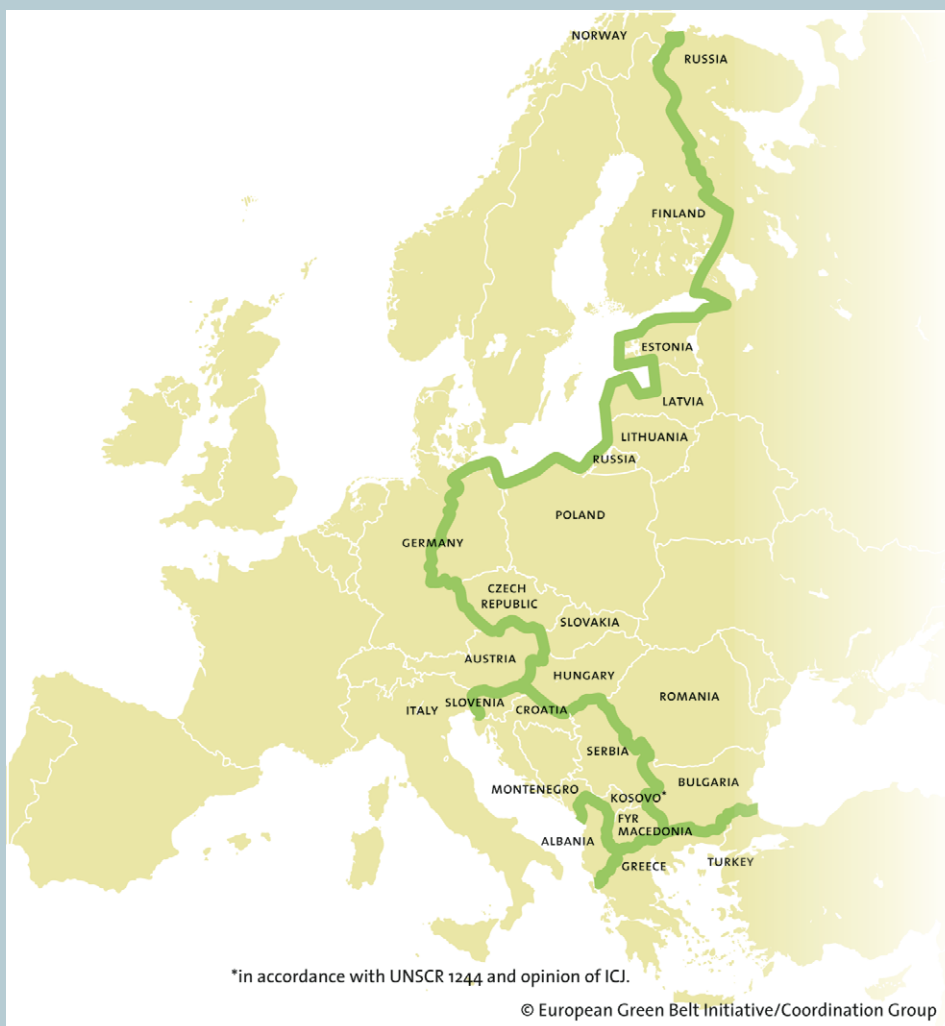 NORWAY
RUSSIA
FINLAND
ESTONIA
LATVIA
LITHUANIA
RUSSIA
POLAND
GERMANY
CZECH
REPUBLIC
SLOVAKIA
AUSTRIA
HUNGARY
ROMANIA
SLOVENIA
ITALY
CROATIA
SERBIA
BULGARIA
MONTENEGRO
KOSOVO*
FYR
MACEDONIA
ALBANIA
GREECE
TURKEY
*in accordance with UNSCR 1244 and opinion of ICJ.
© European Green Belt Initiative/Coordination Group